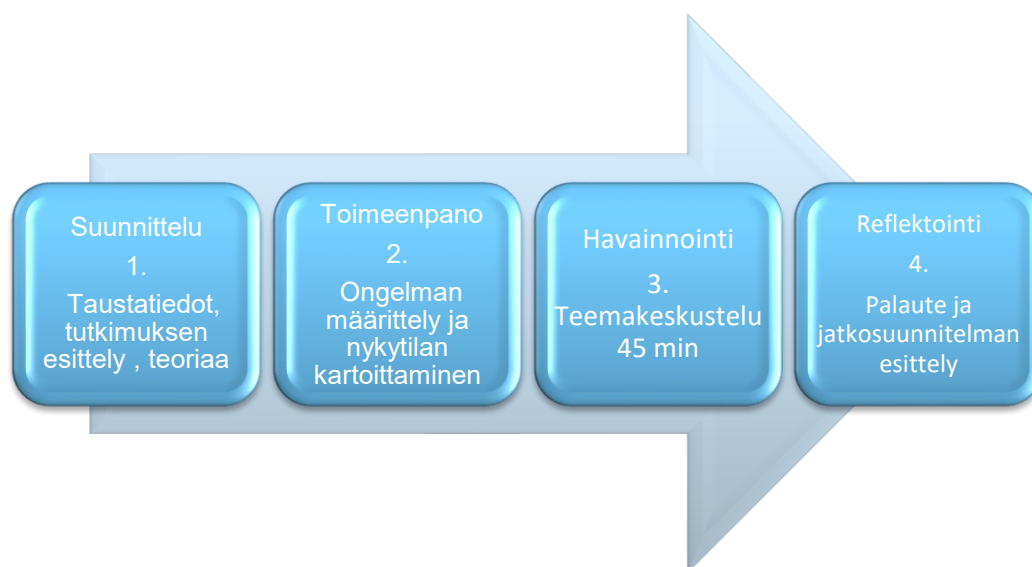 Suunnittelu
1.
Taustatiedot,
tutkimuksen
esittely , teoriaa
Toimeenpano
2.
Ongelman
määrittely ja
nykytilan
kartoittaminen
Havainnointi
3.
Teemakeskustelu
45 min
Reflektointi
4.
Palaute ja
jatkosuunnitelman
esittely